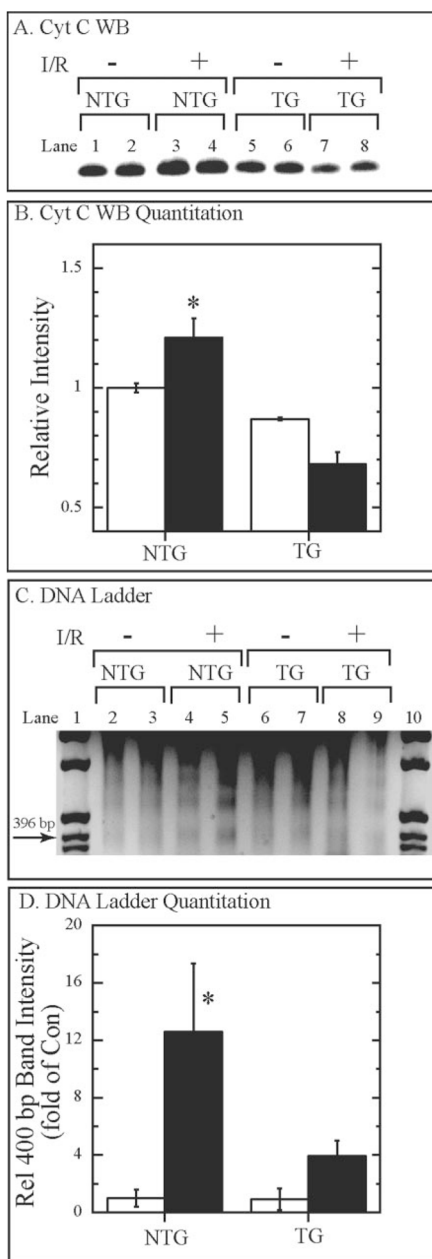 A. Cyt C WB
I/R - + - +
NTG NTG TG TG
Lane 1 2 3 4 5 6 7 8
B. Cyt C WB Quantitation
Relative Intensity
1.5
1
0.5
*
NTG TG
C. DNA Ladder
I/R - + - +
NTG NTG TG TG
Lane 1 2 3 4 5 6 7 8 9 10
396 bp
D. DNA Ladder Quantitation
Rel 400 bp Band Intensity
(fold of Con)
20
16
12
8
4
0
*
NTG TG